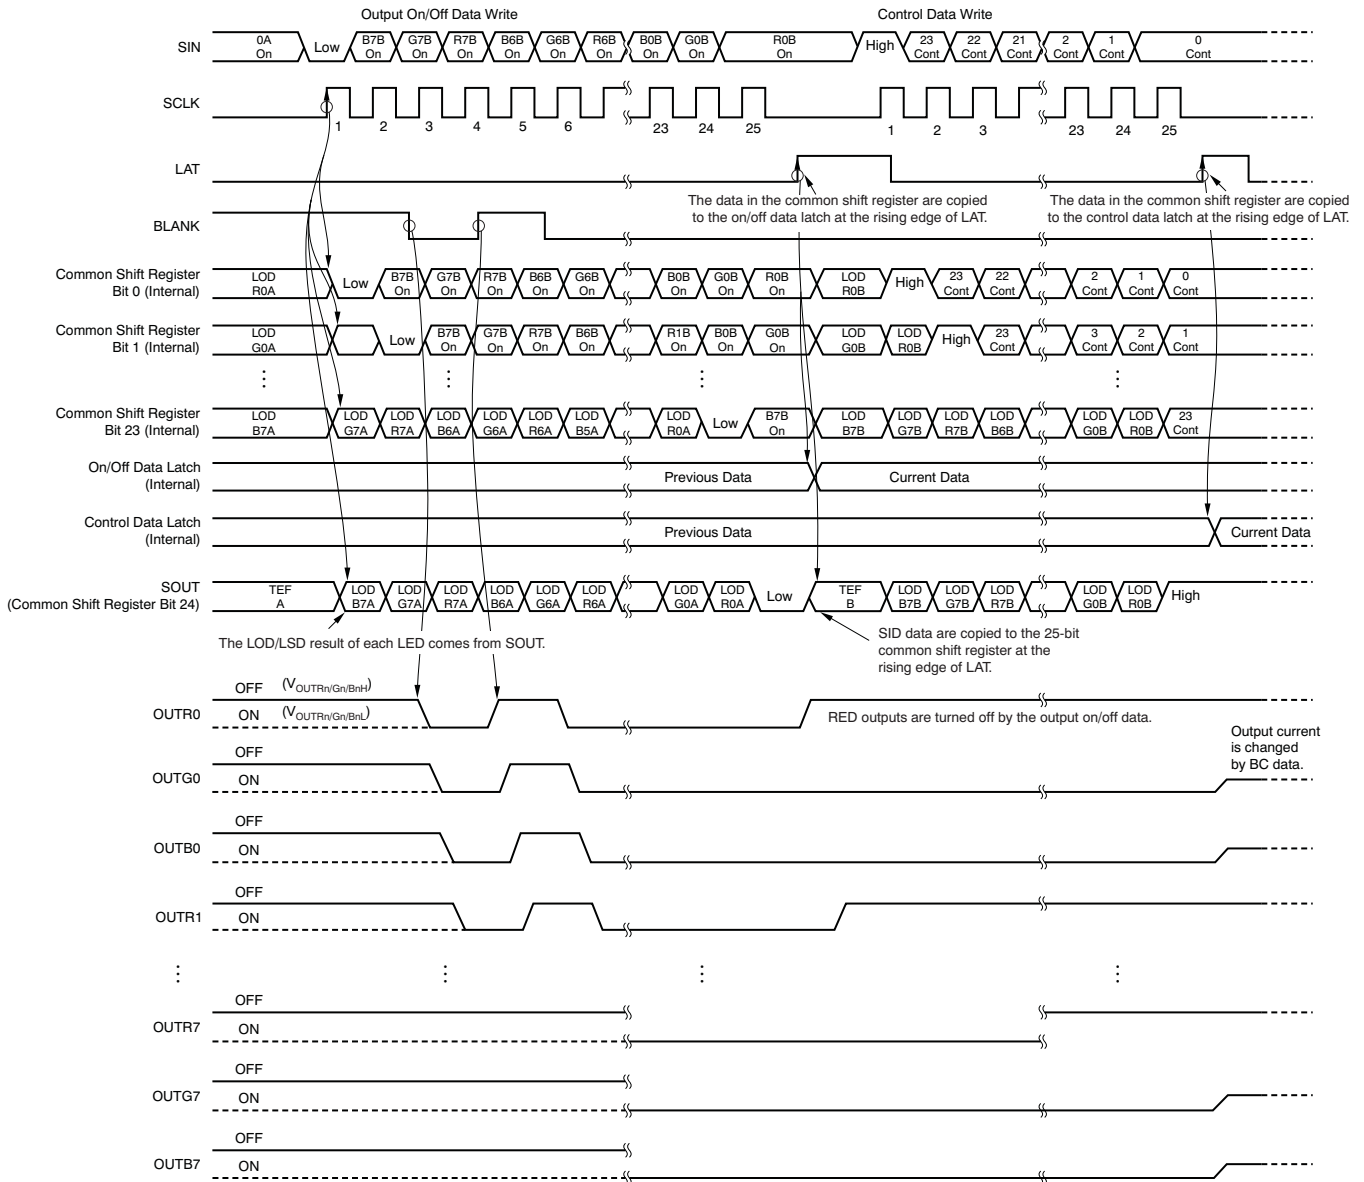 Output On/Off Data Write
Control Data Write
SIN
0A On
Low
B7B On
G7B On
R7B On
B6B On
G6B On
R6B On
B0B On
G0B On
R0B On
High
23 Cont
22 Cont
21 Cont
2 Cont
1 Cont
0 Cont
SCLK
1 2 3 4 5 6 23 24 25 1 2 3 23 24 25
LAT
The data in the common shift register are copied
to the on/off data latch at the rising edge of LAT.
The data in the common shift register are copied
to the control data latch at the rising edge of LAT.
BLANK
Common Shift Register
Bit 0 (Internal)
LOD R0A
Low
B7B On
G7B On
R7B On
B6B On
G6B On
B0B On
G0B On
R0B On
LOD R0B
High
23 Cont
22 Cont
2 Cont
1 Cont
0 Cont
Common Shift Register
Bit 1 (Internal)
LOD G0A
Low
B7B On
G7B On
R7B On
B6B On
R1B On
B0B On
G0B On
LOD G0B
LOD R0B
High
23 Cont
3 Cont
2 Cont
1 Cont
Common Shift Register
Bit 23 (Internal)
LOD B7A
LOD G7A
LOD R7A
LOD B6A
LOD G6A
LOD R6A
LOD B5A
LOD R0A
Low
B7B On
LOD B7B
LOD G7B
LOD R7B
LOD B6B
LOD G0B
LOD R0B
23 Cont
On/Off Data Latch
(Internal)
Previous Data
Current Data
Control Data Latch
(Internal)
Previous Data
Current Data
SOUT
(Common Shift Register Bit 24)
TEF A
LOD B7A
LOD G7A
LOD R7A
LOD B6A
LOD G6A
LOD R6A
LOD G0A
LOD R0A
Low
TEF B
LOD B7B
LOD G7B
LOD R7B
LOD G0B
LOD R0B
High
The LOD/LSD result of each LED comes from SOUT.
SID data are copied to the 25-bit
common shift register at the
rising edge of LAT.
OUTR0
OFF (VOUTRn/Gn/BnH)
ON (VOUTRn/Gn/BnL)
RED outputs are turned off by the output on/off data.
Output current
is changed
by BC data.
OUTG0
OFF
ON
OUTB0
OFF
ON
OUTR1
OFF
ON
OUTR7
OFF
ON
OUTG7
OFF
ON
OUTB7
OFF
ON